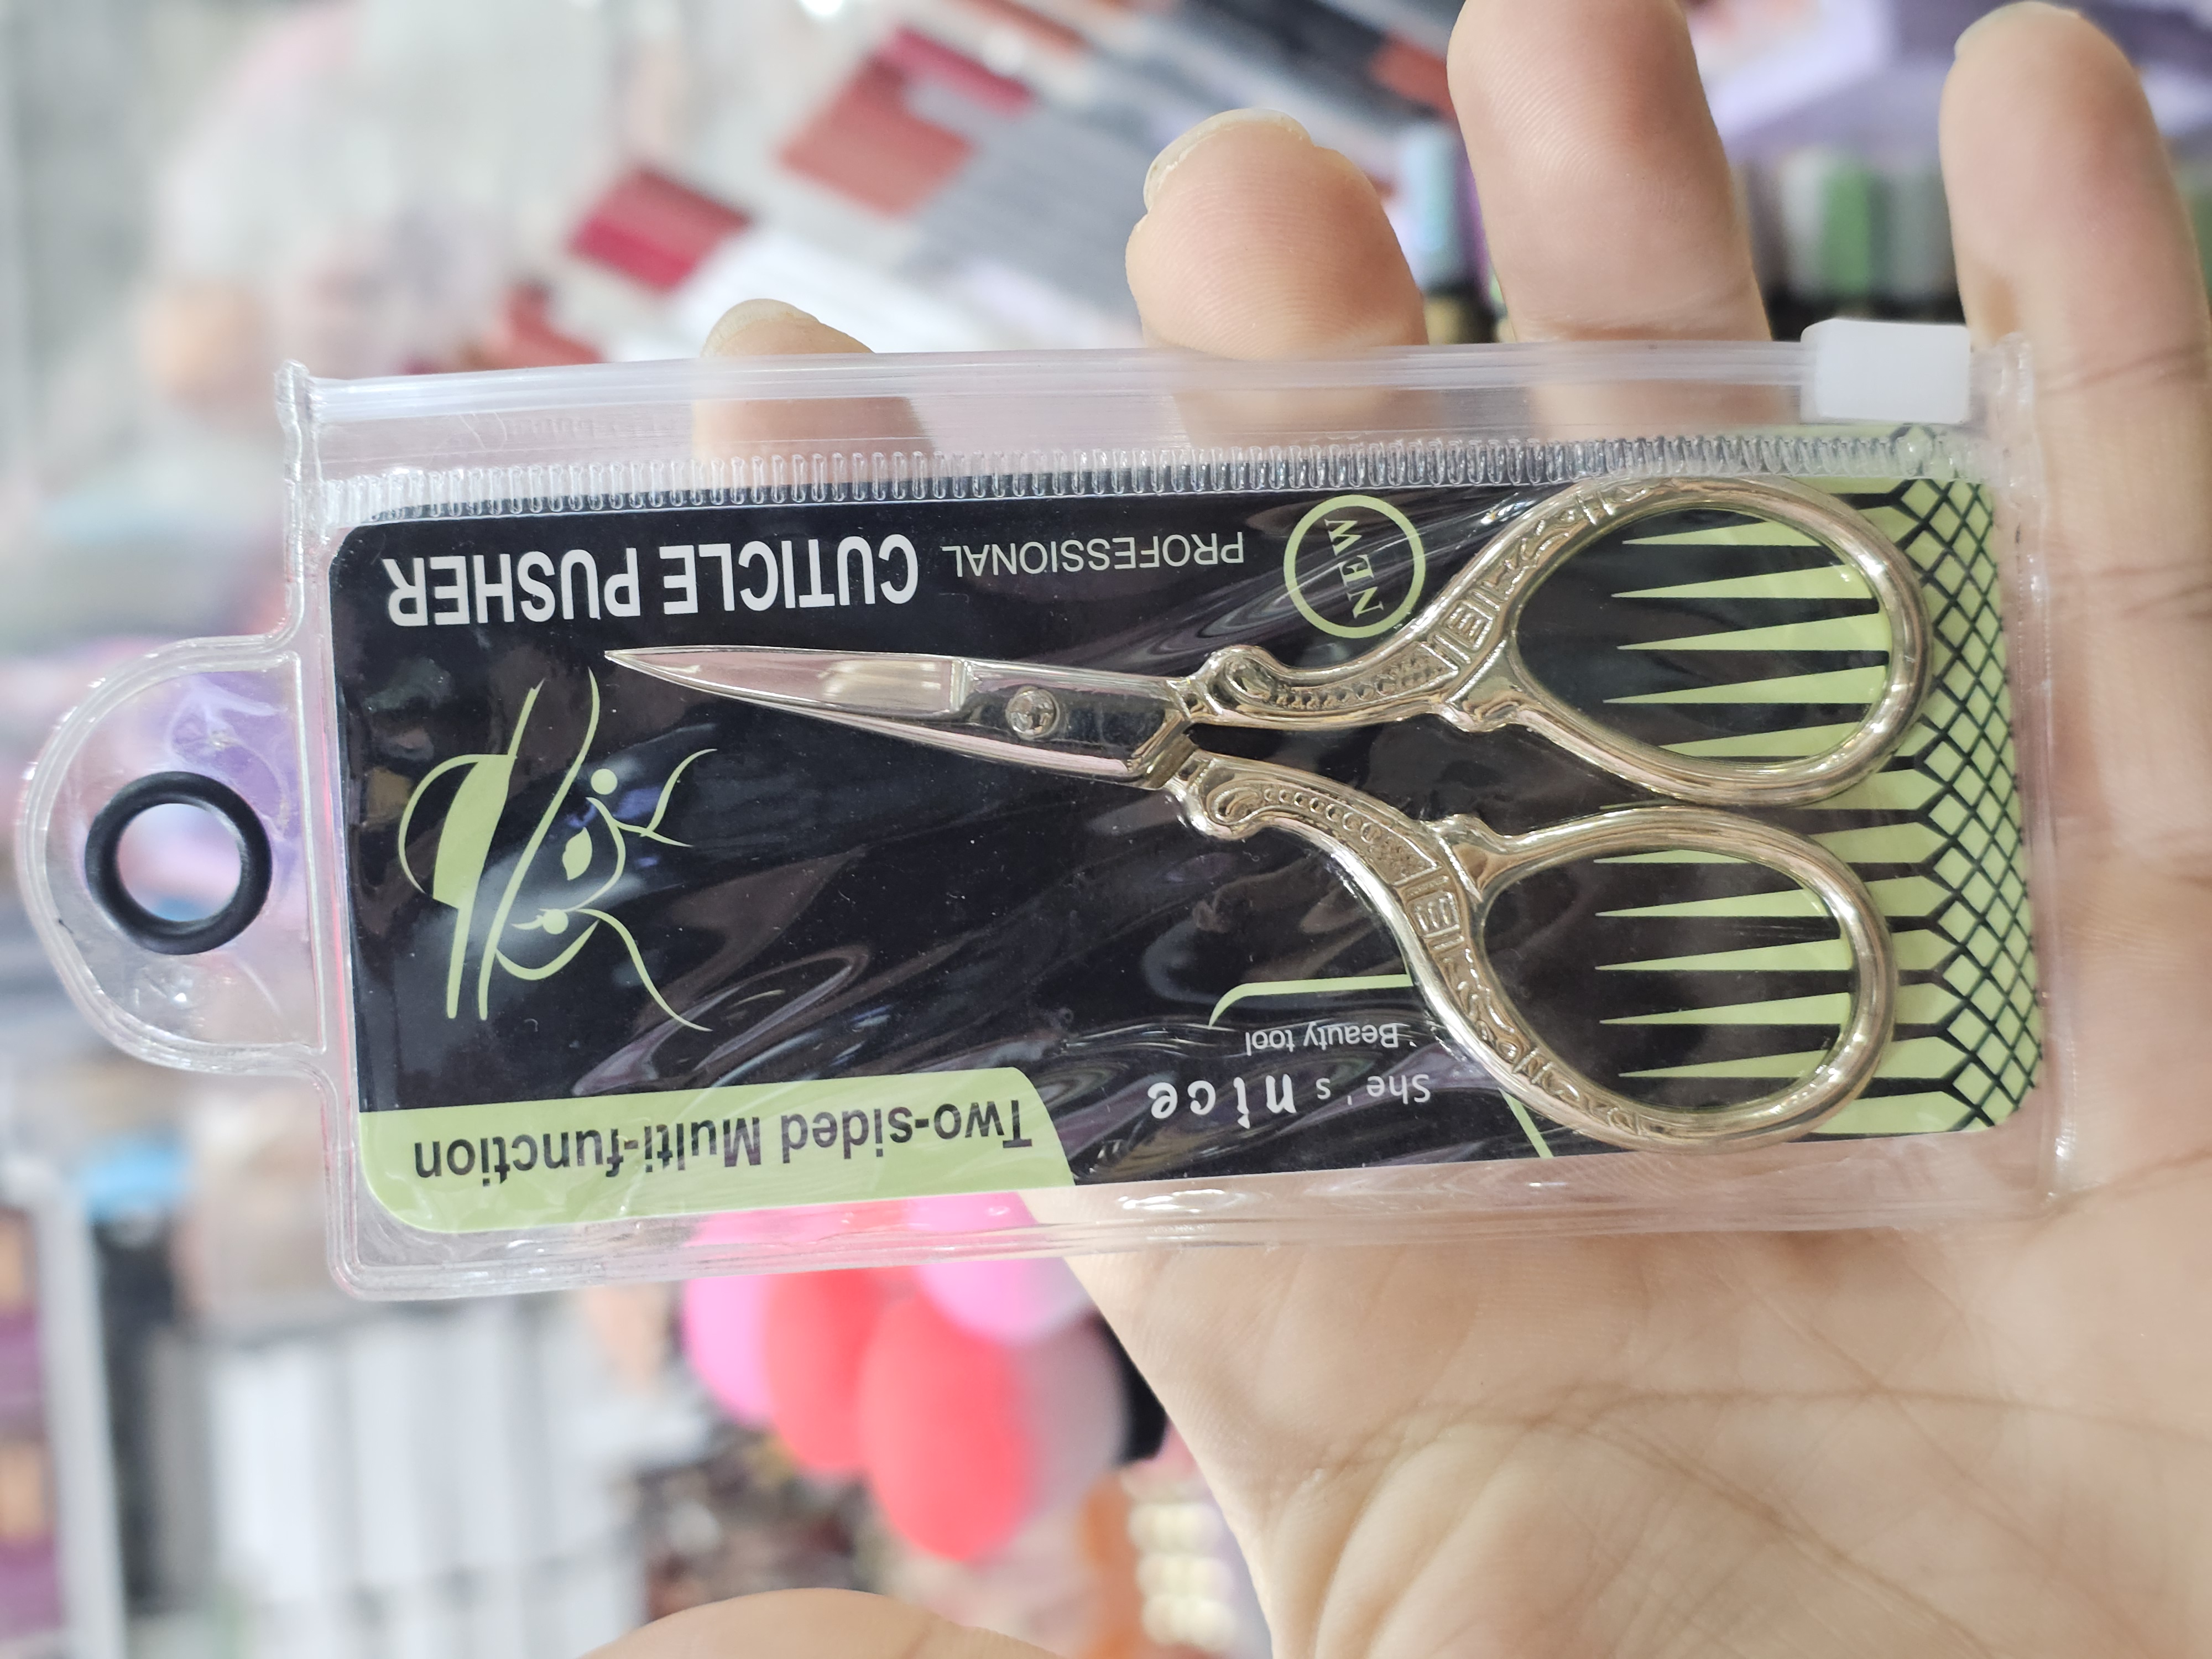 She's nice
Beauty tool
Two-sided Multi-function
NEW
PROFESSIONAL
CUTICLE PUSHER